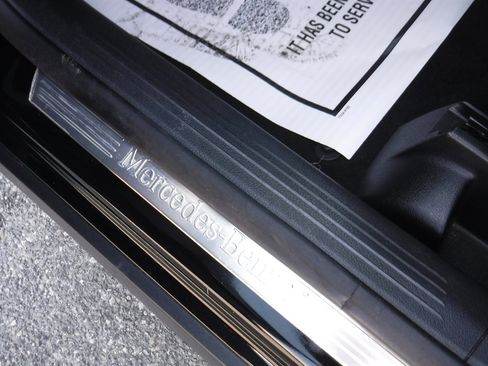 IT HAS BEEN
TO SERV
Mercedes-Benz